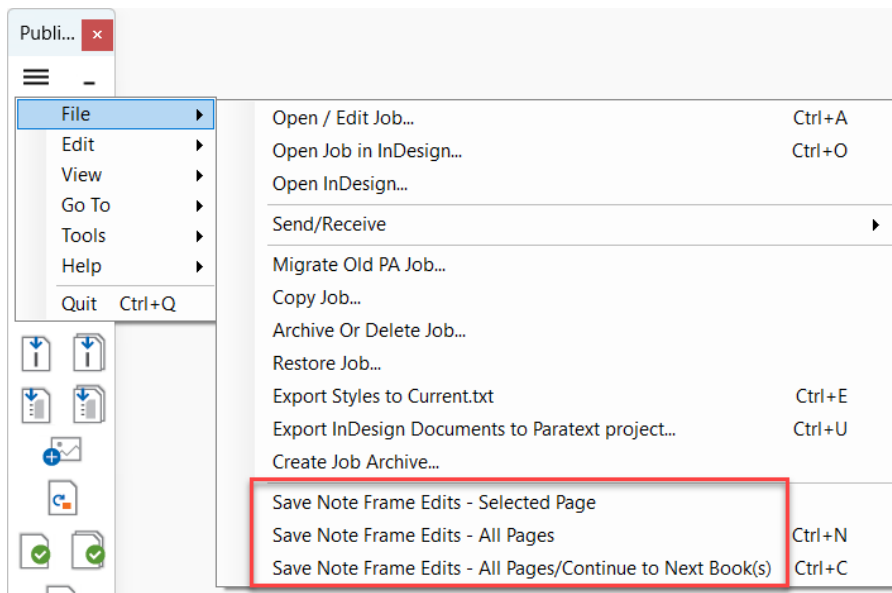 Publi...
File
Edit
View
Go To
Tools
Help
Quit Ctrl+Q
Open / Edit Job... Ctrl+A
Open Job in InDesign... Ctrl+O
Open InDesign...
Send/Receive
Migrate Old PA Job...
Copy Job...
Archive Or Delete Job...
Restore Job...
Export Styles to Current.txt Ctrl+E
Export InDesign Documents to Paratext project... Ctrl+U
Create Job Archive...
Save Note Frame Edits - Selected Page
Save Note Frame Edits - All Pages Ctrl+N
Save Note Frame Edits - All Pages/Continue to Next Book(s) Ctrl+C